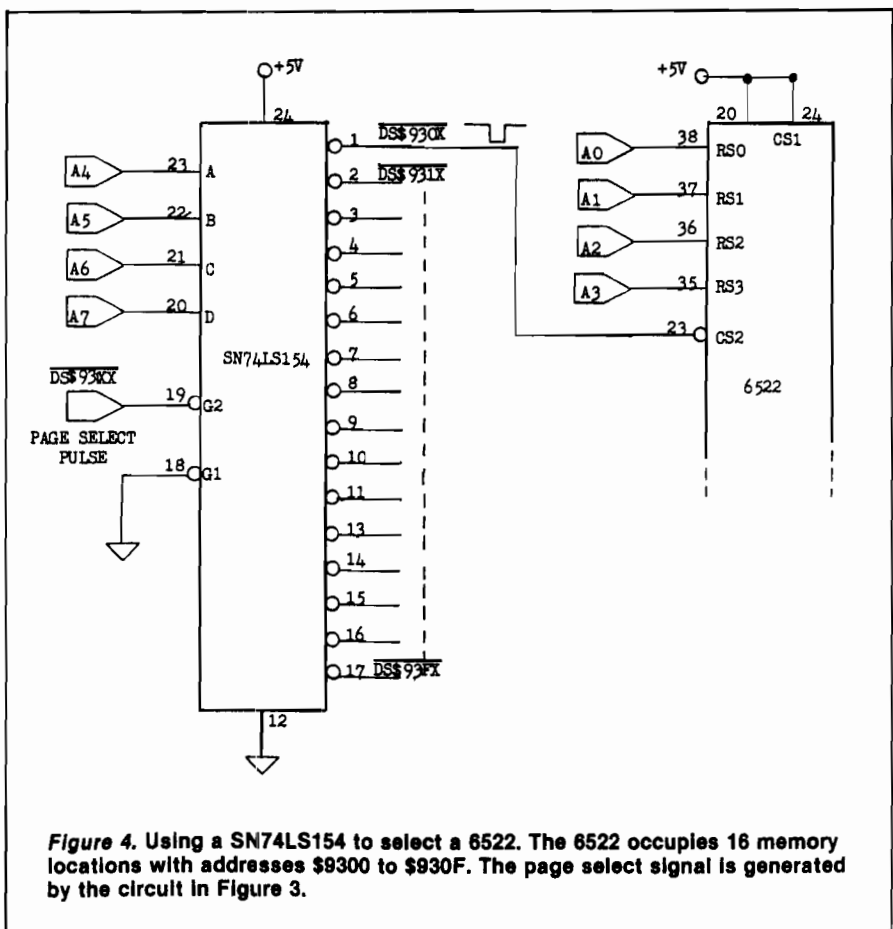 +5V
24
A4
23
A
A5
22
B
A6
21
C
A7
20
D
SN74LS154
DS$93XX
19
G2
PAGE SELECT
PULSE
18
G1
12
1
DS$930X
2
DS$931X
3
4
5
6
7
8
9
10
11
13
14
15
16
17
DS$93FX
+5V
20
24
CS1
A0
38
RS0
A1
37
RS1
A2
36
RS2
A3
35
RS3
23
CS2
6522
Figure 4. Using a SN74LS154 to select a 6522. The 6522 occupies 16 memory
locations with addresses $9300 to $930F. The page select signal is generated
by the circuit in Figure 3.